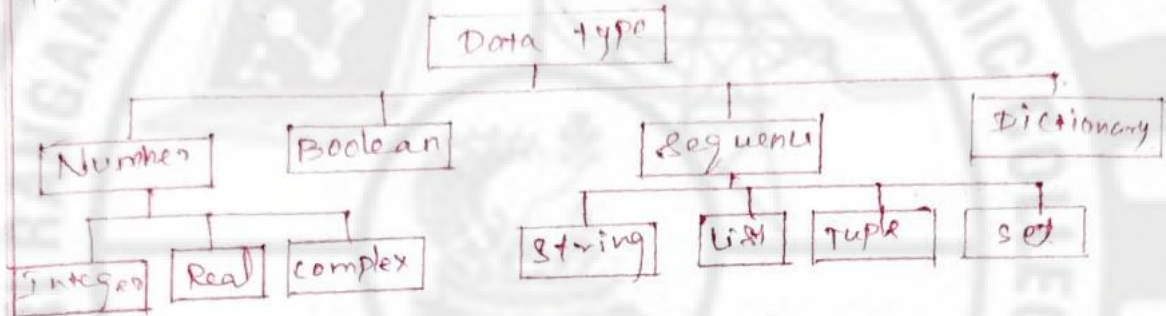 Data type
Number Boolean Sequence Dictionary
Integer Real Complex String List Tuple Set